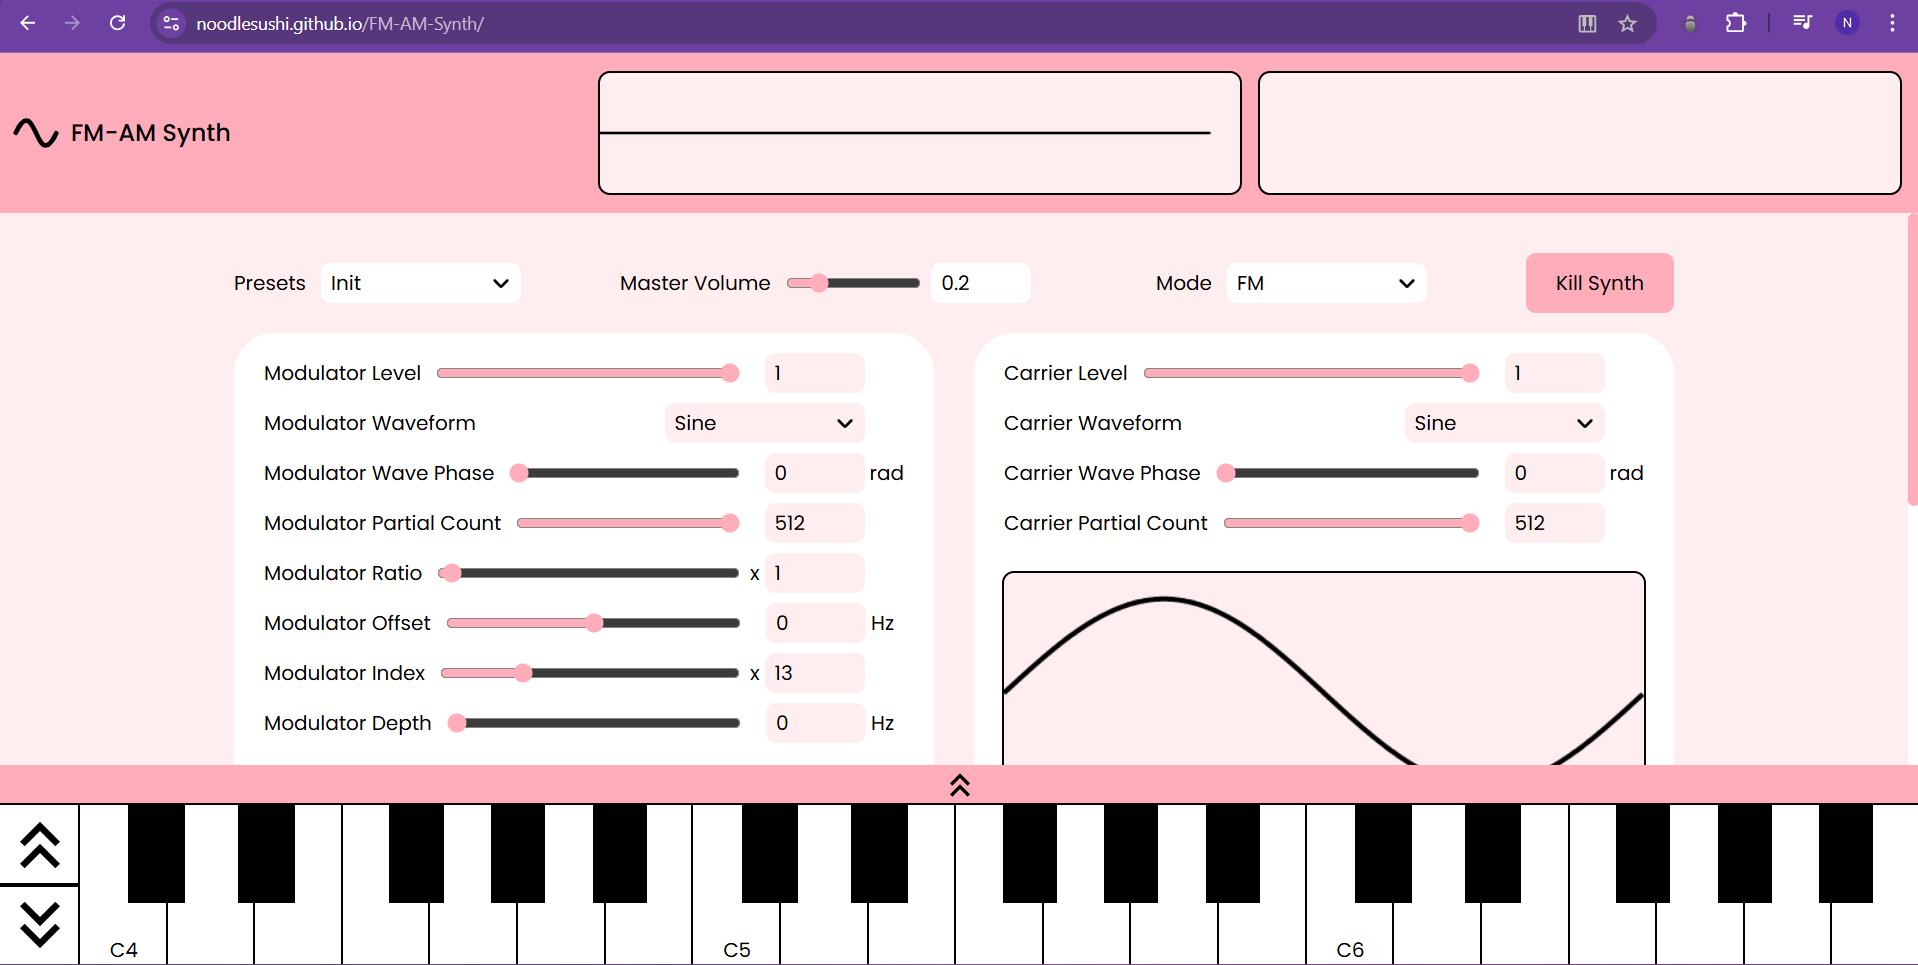 noodlesushi.github.io/FM-AM-Synth/
N
FM-AM Synth
Presets Init Master Volume 0.2 Mode FM Kill Synth
Modulator Level 1
Modulator Waveform Sine
Modulator Wave Phase 0 rad
Modulator Partial Count 512
Modulator Ratio x 1
Modulator Offset 0 Hz
Modulator Index x 13
Modulator Depth 0 Hz
Carrier Level 1
Carrier Waveform Sine
Carrier Wave Phase 0 rad
Carrier Partial Count 512
C4 C5 C6